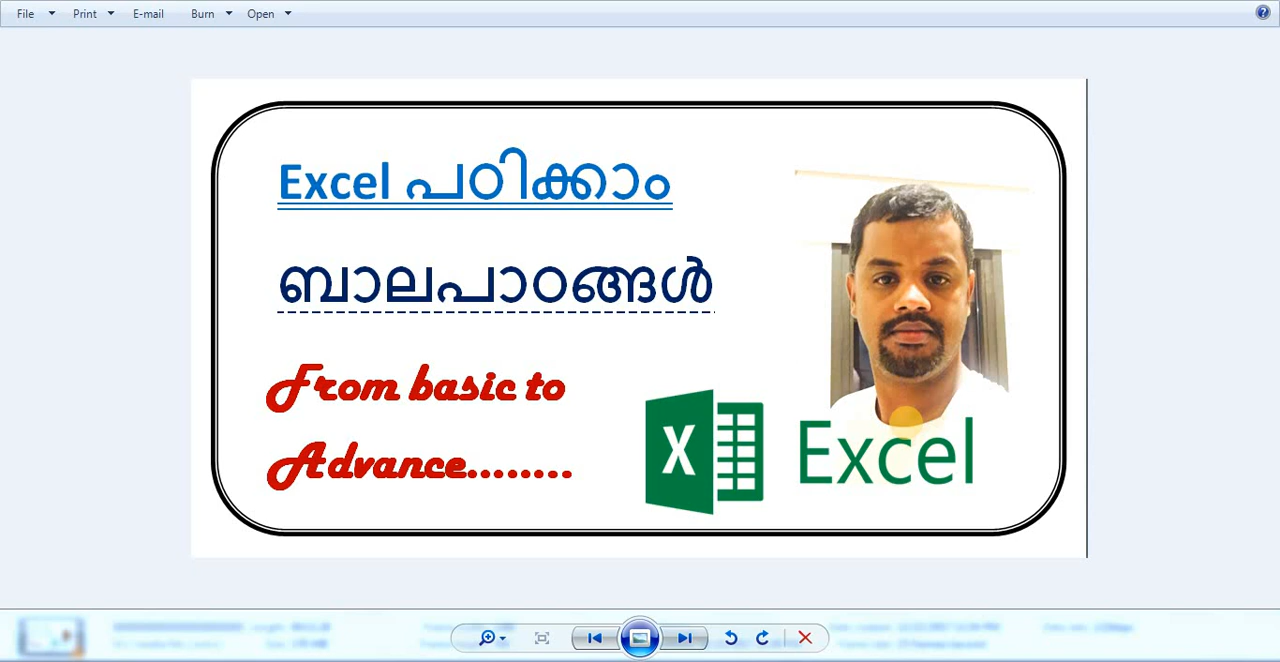 File Print E-mail Burn Open
Excel പഠിക്കാം
ബാലപാഠങ്ങൾ
From basic to
Advance........
X Excel